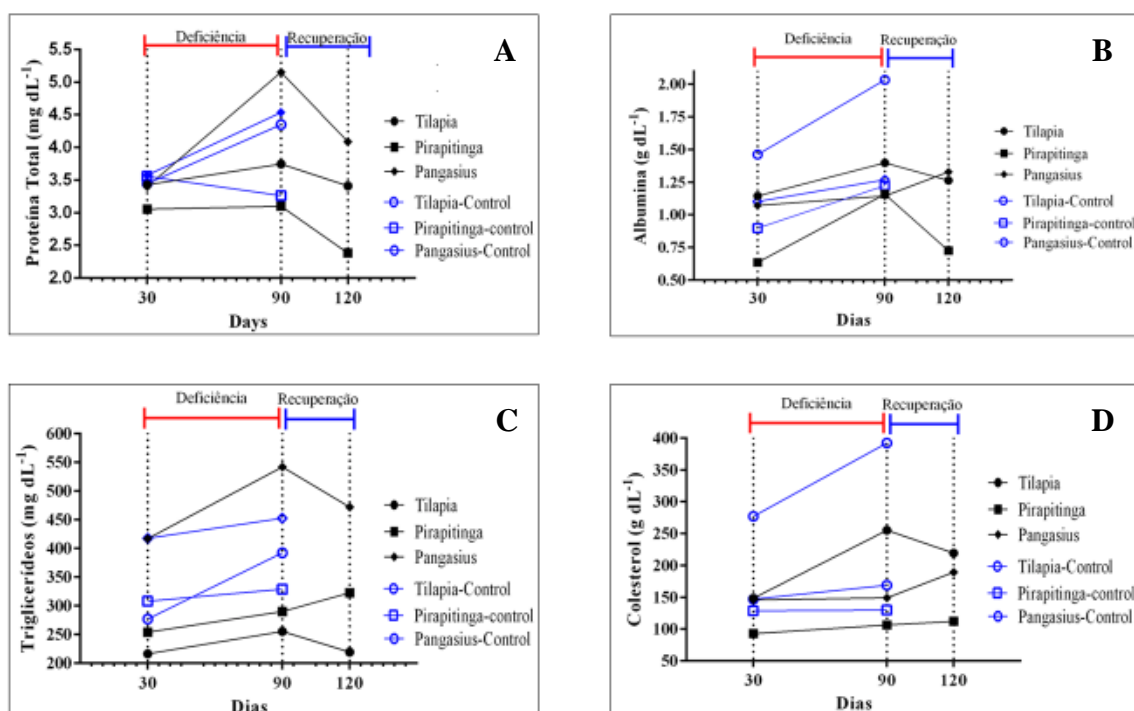 A
Deficiência
Recuperação
Proteína Total (mg dL-1)
5.5
5.0
4.5
4.0
3.5
3.0
2.5
2.0
30
90
120
Days
Tilapia
Pirapitinga
Pangasius
Tilapia-Control
Pirapitinga-control
Pangasius-Control
B
Deficiência
Recuperação
Albumina (g dL-1)
2.00
1.75
1.50
1.25
1.00
0.75
0.50
30
90
120
Dias
Tilapia
Pirapitinga
Pangasius
Tilapia-Control
Pirapitinga-control
Pangasius-Control
C
Deficiência
Recuperação
Triglicerídeos (mg dL-1)
600
550
500
450
400
350
300
250
200
30
90
120
Dias
Tilapia
Pirapitinga
Pangasius
Tilapia-Control
Pirapitinga-control
Pangasius-Control
D
Deficiência
Recuperação
Colesterol (g dL-1)
400
350
300
250
200
150
100
50
30
90
120
Dias
Tilapia
Pirapitinga
Pangasius
Tilapia-Control
Pirapitinga-control
Pangasius-Control